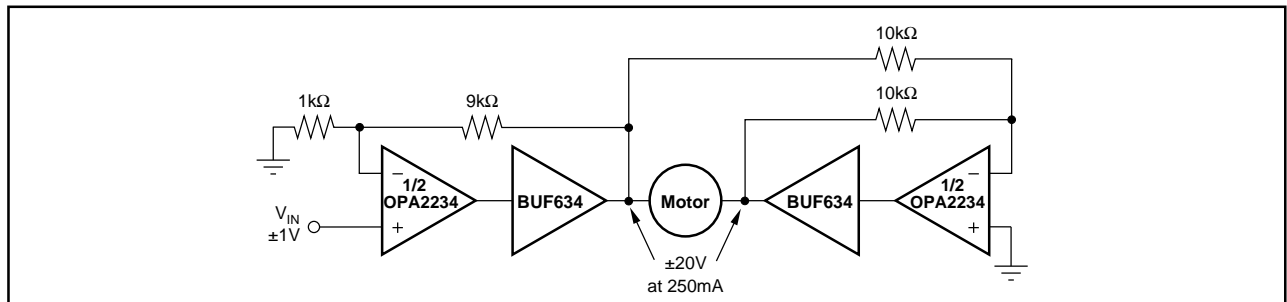 10kΩ
10kΩ
1kΩ
9kΩ
–
1/2
OPA2234
+
V_IN
±1V
BUF634
Motor
BUF634
–
1/2
OPA2234
+
±20V
at 250mA